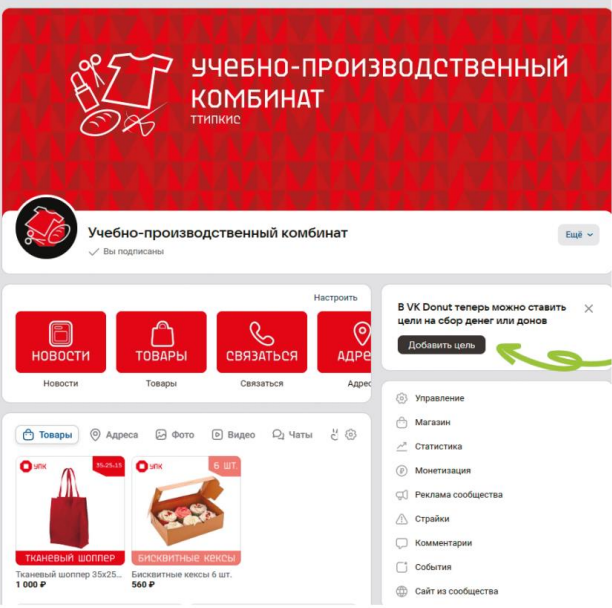 УЧЕБНО-ПРОИЗВОДСТВЕННЫЙ
КОМБИНАТ
ТТИПКИС
Учебно-производственный комбинат
Вы подписаны
Ещё
Настроить
НОВОСТИ
ТОВАРЫ
СВЯЗАТЬСЯ
АДРЕ
Новости
Товары
Связаться
Адрес
В VK Donut теперь можно ставить
цели на сбор денег или донов
Добавить цель
Товары
Адреса
Фото
Видео
Чаты
УПК
35.25.15
ТКАНЕВЫЙ ШОППЕР
УПК
6 ШТ.
БИСКВИТНЫЕ КЕКСЫ
Тканевый шоппер 35х25...
1 000 ₽
Бисквитные кексы 6 шт.
560 ₽
Управление
Магазин
Статистика
Монетизация
Реклама сообщества
Страйки
Комментарии
События
Сайт из сообщества